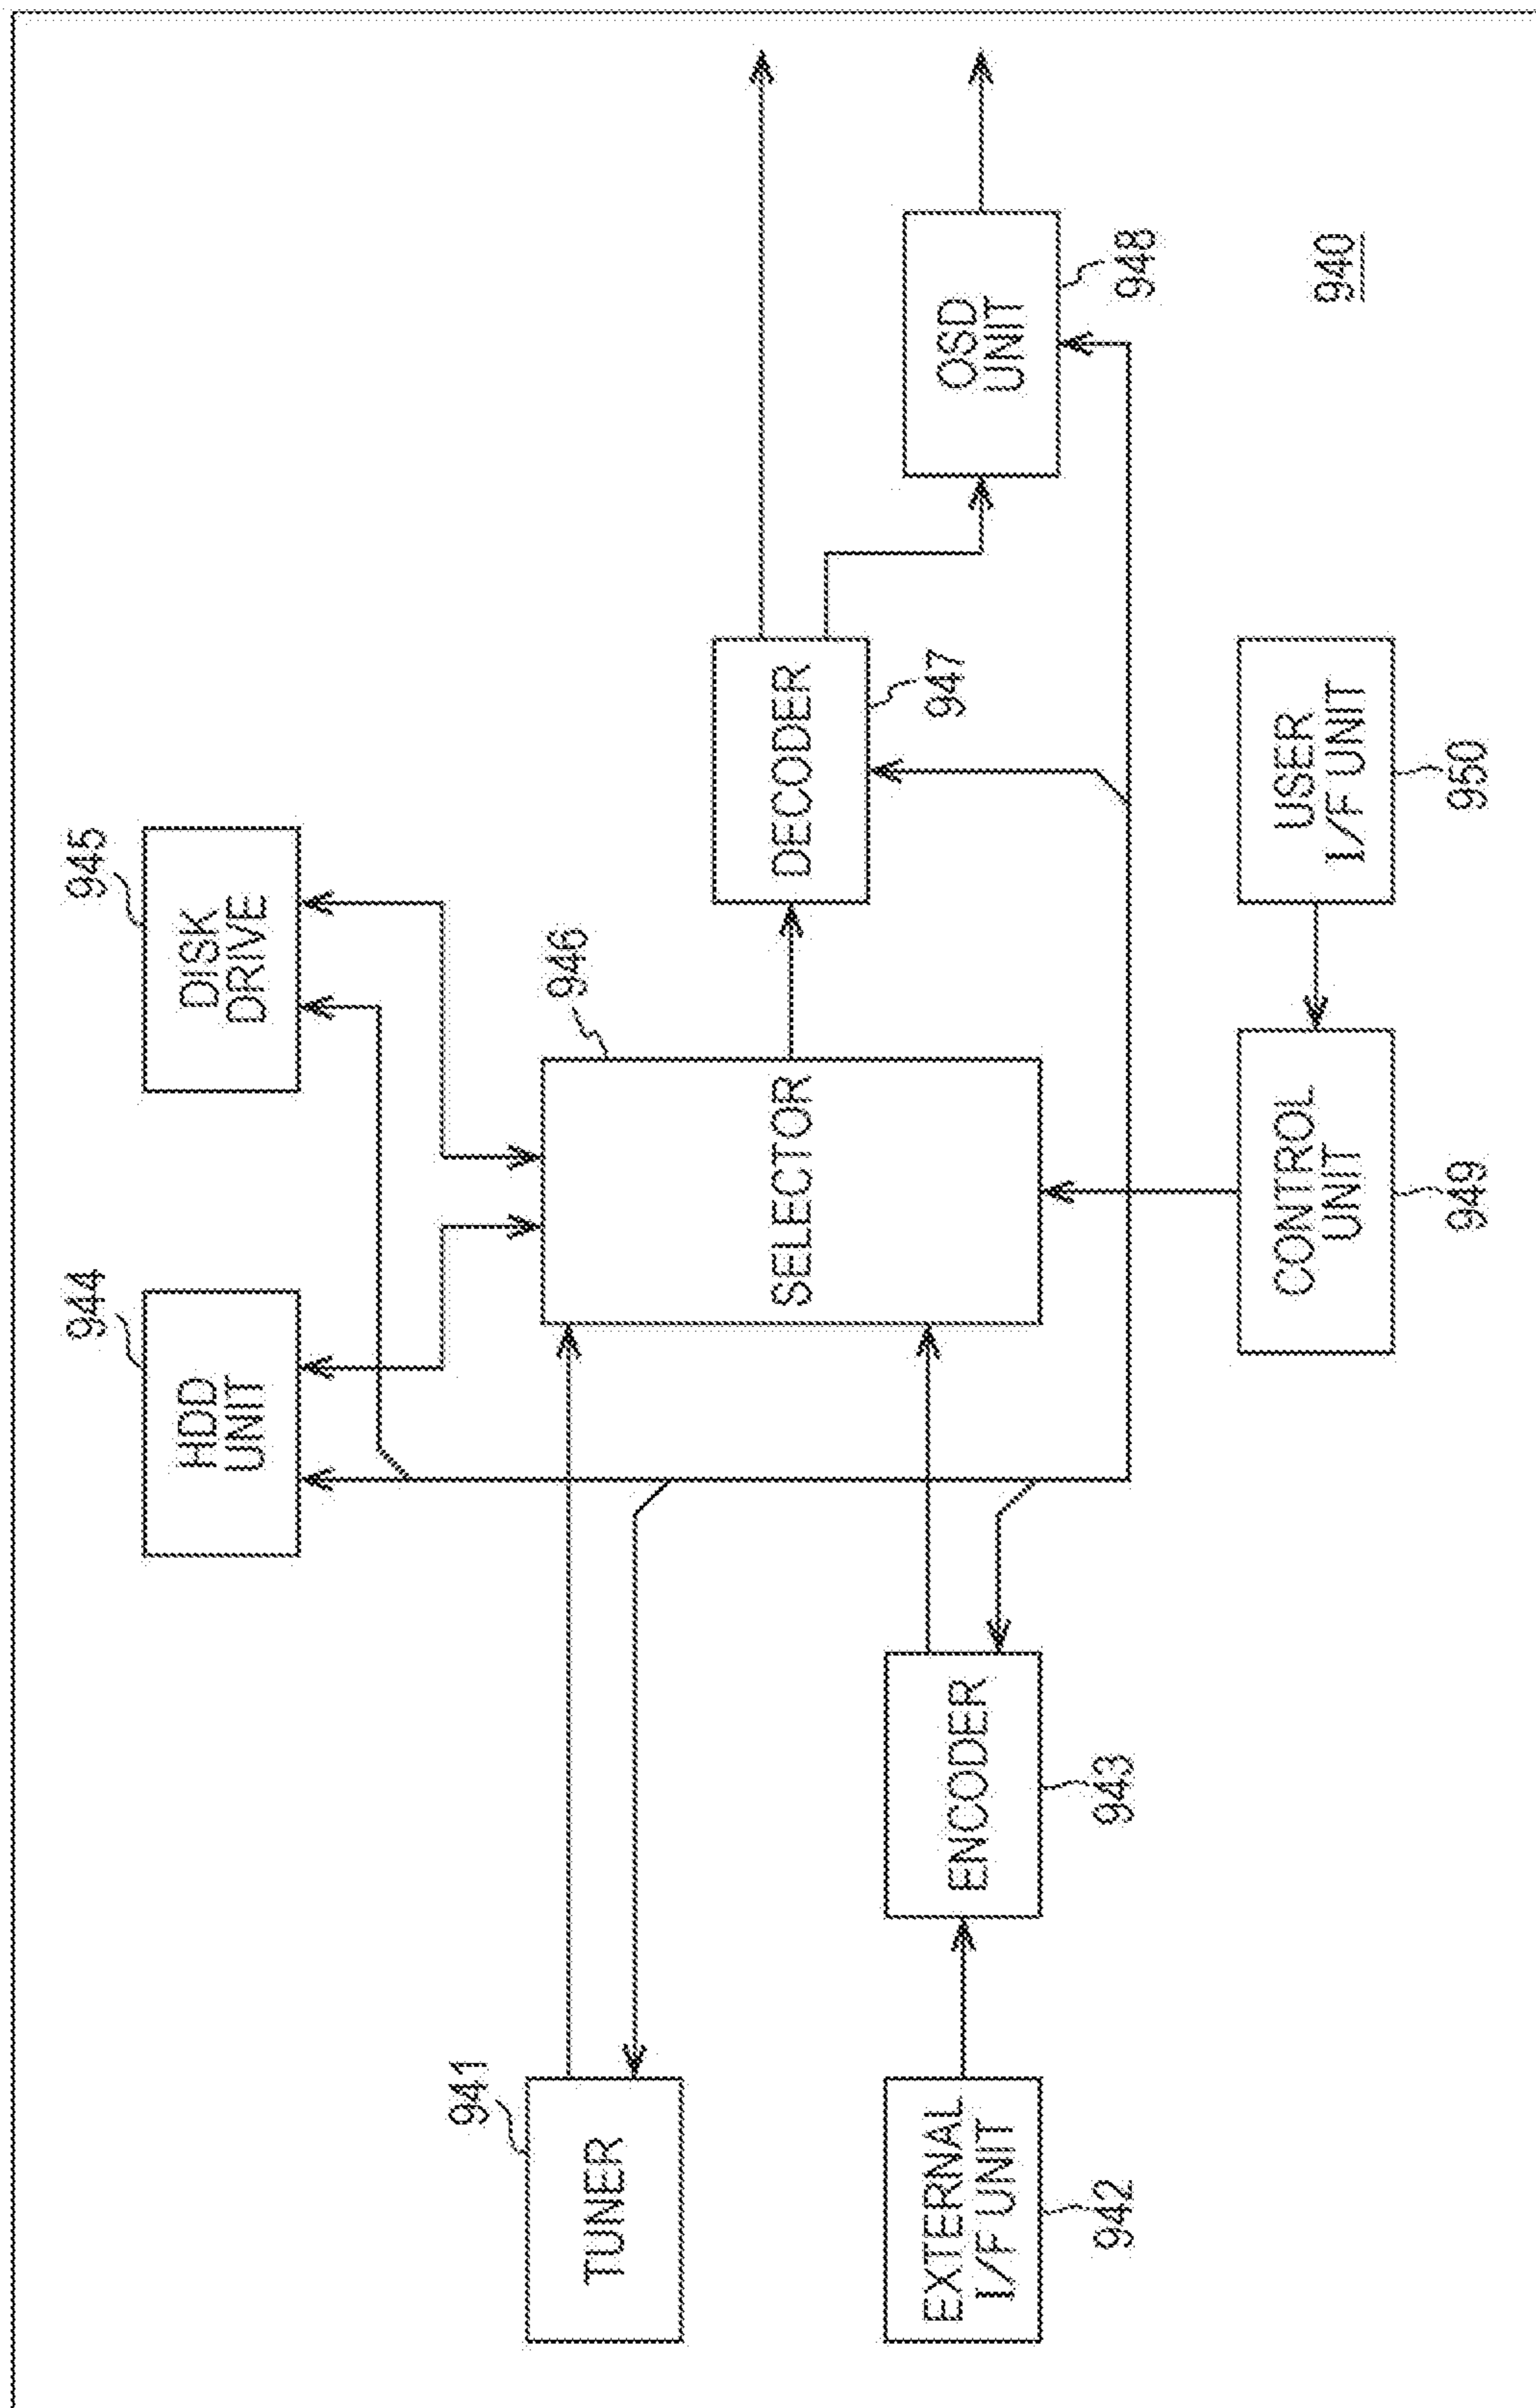 944
HDD
UNIT
945
DISK
DRIVE
941
TUNER
946
SELECTOR
DECODER
947
EXTERNAL
I/F UNIT
942
ENCODER
943
OSD
UNIT
948
CONTROL
UNIT
949
USER
I/F UNIT
950
940